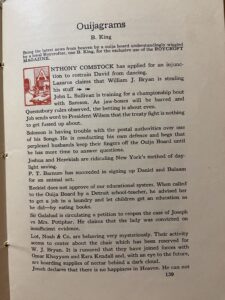 Ouijagrams
B. King
Being the latest news from heaven by a ouija board understandingly wiggled
by a loyal Roycrofter, one B. King, for the exclusive use of the ROYCROFT
MAGAZINE.
ANTHONY COMSTOCK has applied for an injunc-
tion to restrain David from dancing.
Lazarus claims that William J. Bryan is stealing
his stuff
John L. Sullivan is training for a championship bout
with Samson. As jaw-bones will be barred and
Queensbury rules observed, the betting is about even.
Job sends word to President Wilson that the treaty fight is nothing
to get fussed up about.
Solomon is having trouble with the postal authorities over one
of his Songs. He is conducting his own defense and begs that
perplexed husbands keep their fingers off the Ouija Board until
he has more time to answer questions.
Joshua and Hezekiah are ridiculing New York's method of day-
light saving.
P. T. Barnum has succeeded in signing up Daniel and Balaam
for an animal act.
Ezekiel does not approve of our educational system. When called
to the Ouija Board by a Detroit school-teacher, he advised her
to get a job in a laundry and let children get an education as
he did—by eating books.
Sir Galahad is circulating a petition to reopen the case of Joseph
vs Mrs. Potiphar. He claims that the lady was convicted on
insufficient evidence.
Lot, Noah & Co. are behaving very mysteriously. Their activity
seems to center about the chair which has been reserved for
W. J. Bryan. It is rumored that they have joined forces with
Omar Khayyam and Kubla Khan and, with an eye to the future,
are hoarding supplies of nectar behind a dark cloud.
Jonah declares that there is no happiness in Heaven. He can not
139